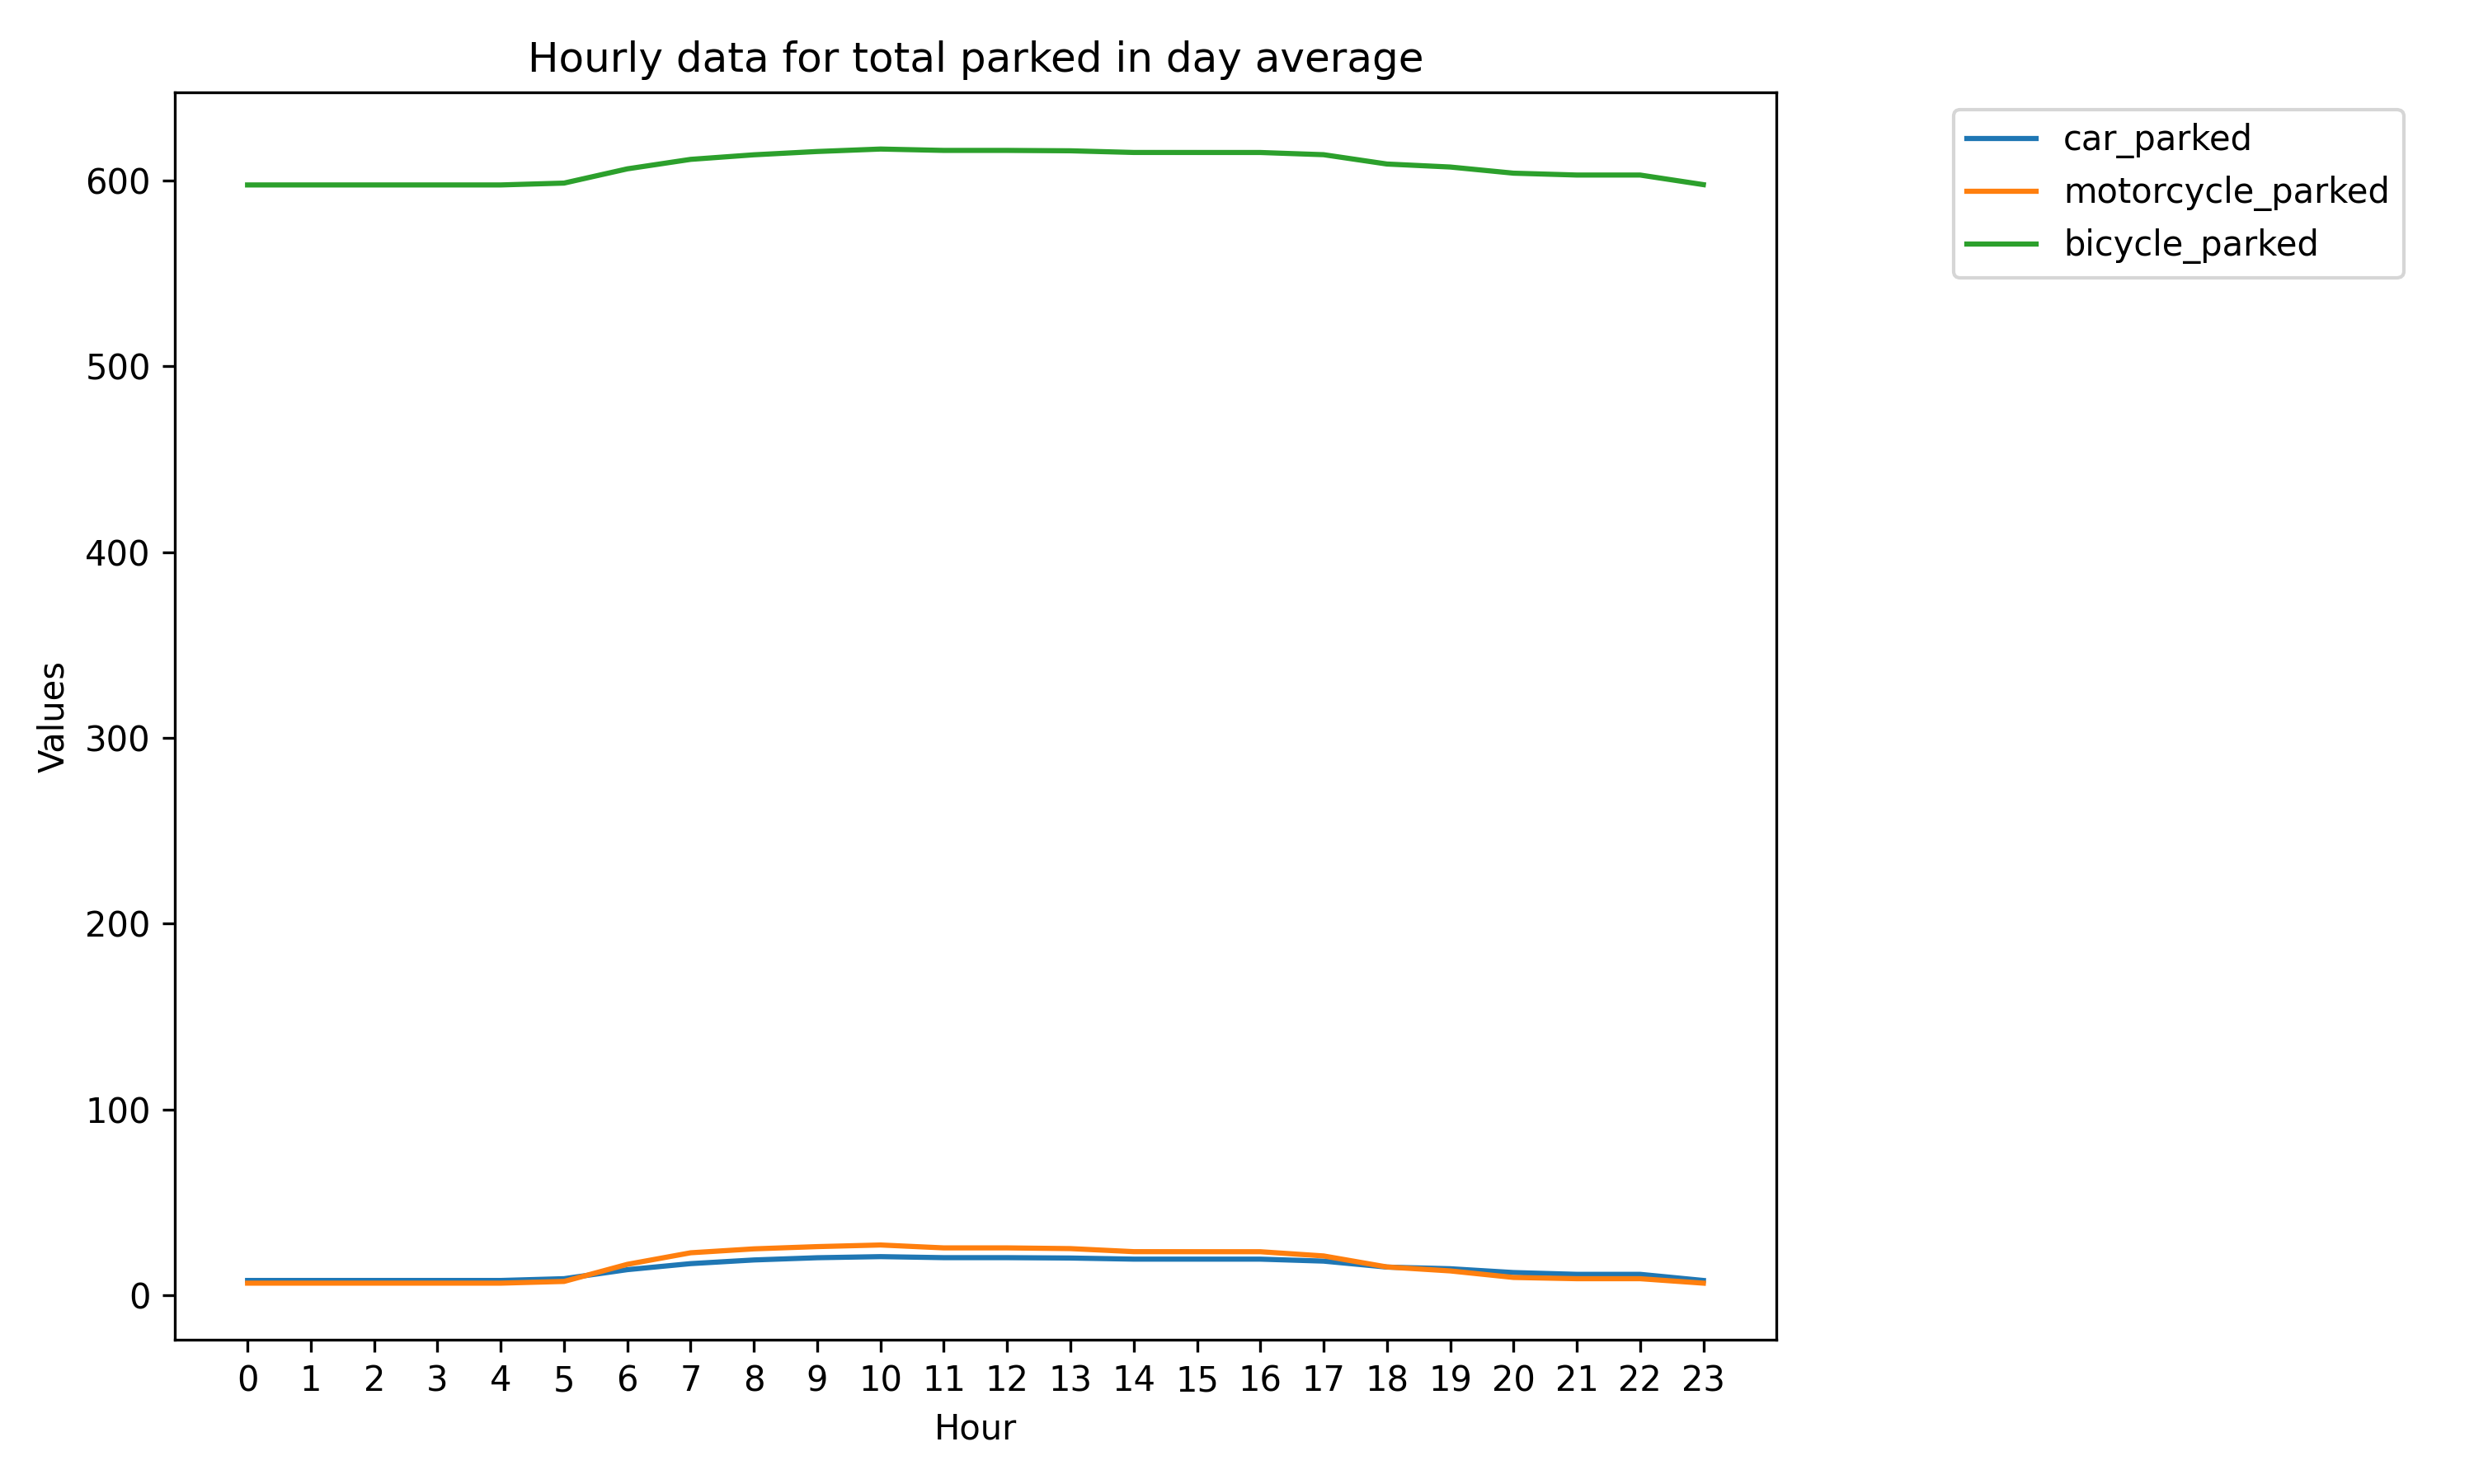 Hourly data for total parked in day average
car_parked
motorcycle_parked
bicycle_parked
600
500
400
300
200
100
0
Values
0 1 2 3 4 5 6 7 8 9 10 11 12 13 14 15 16 17 18 19 20 21 22 23
Hour